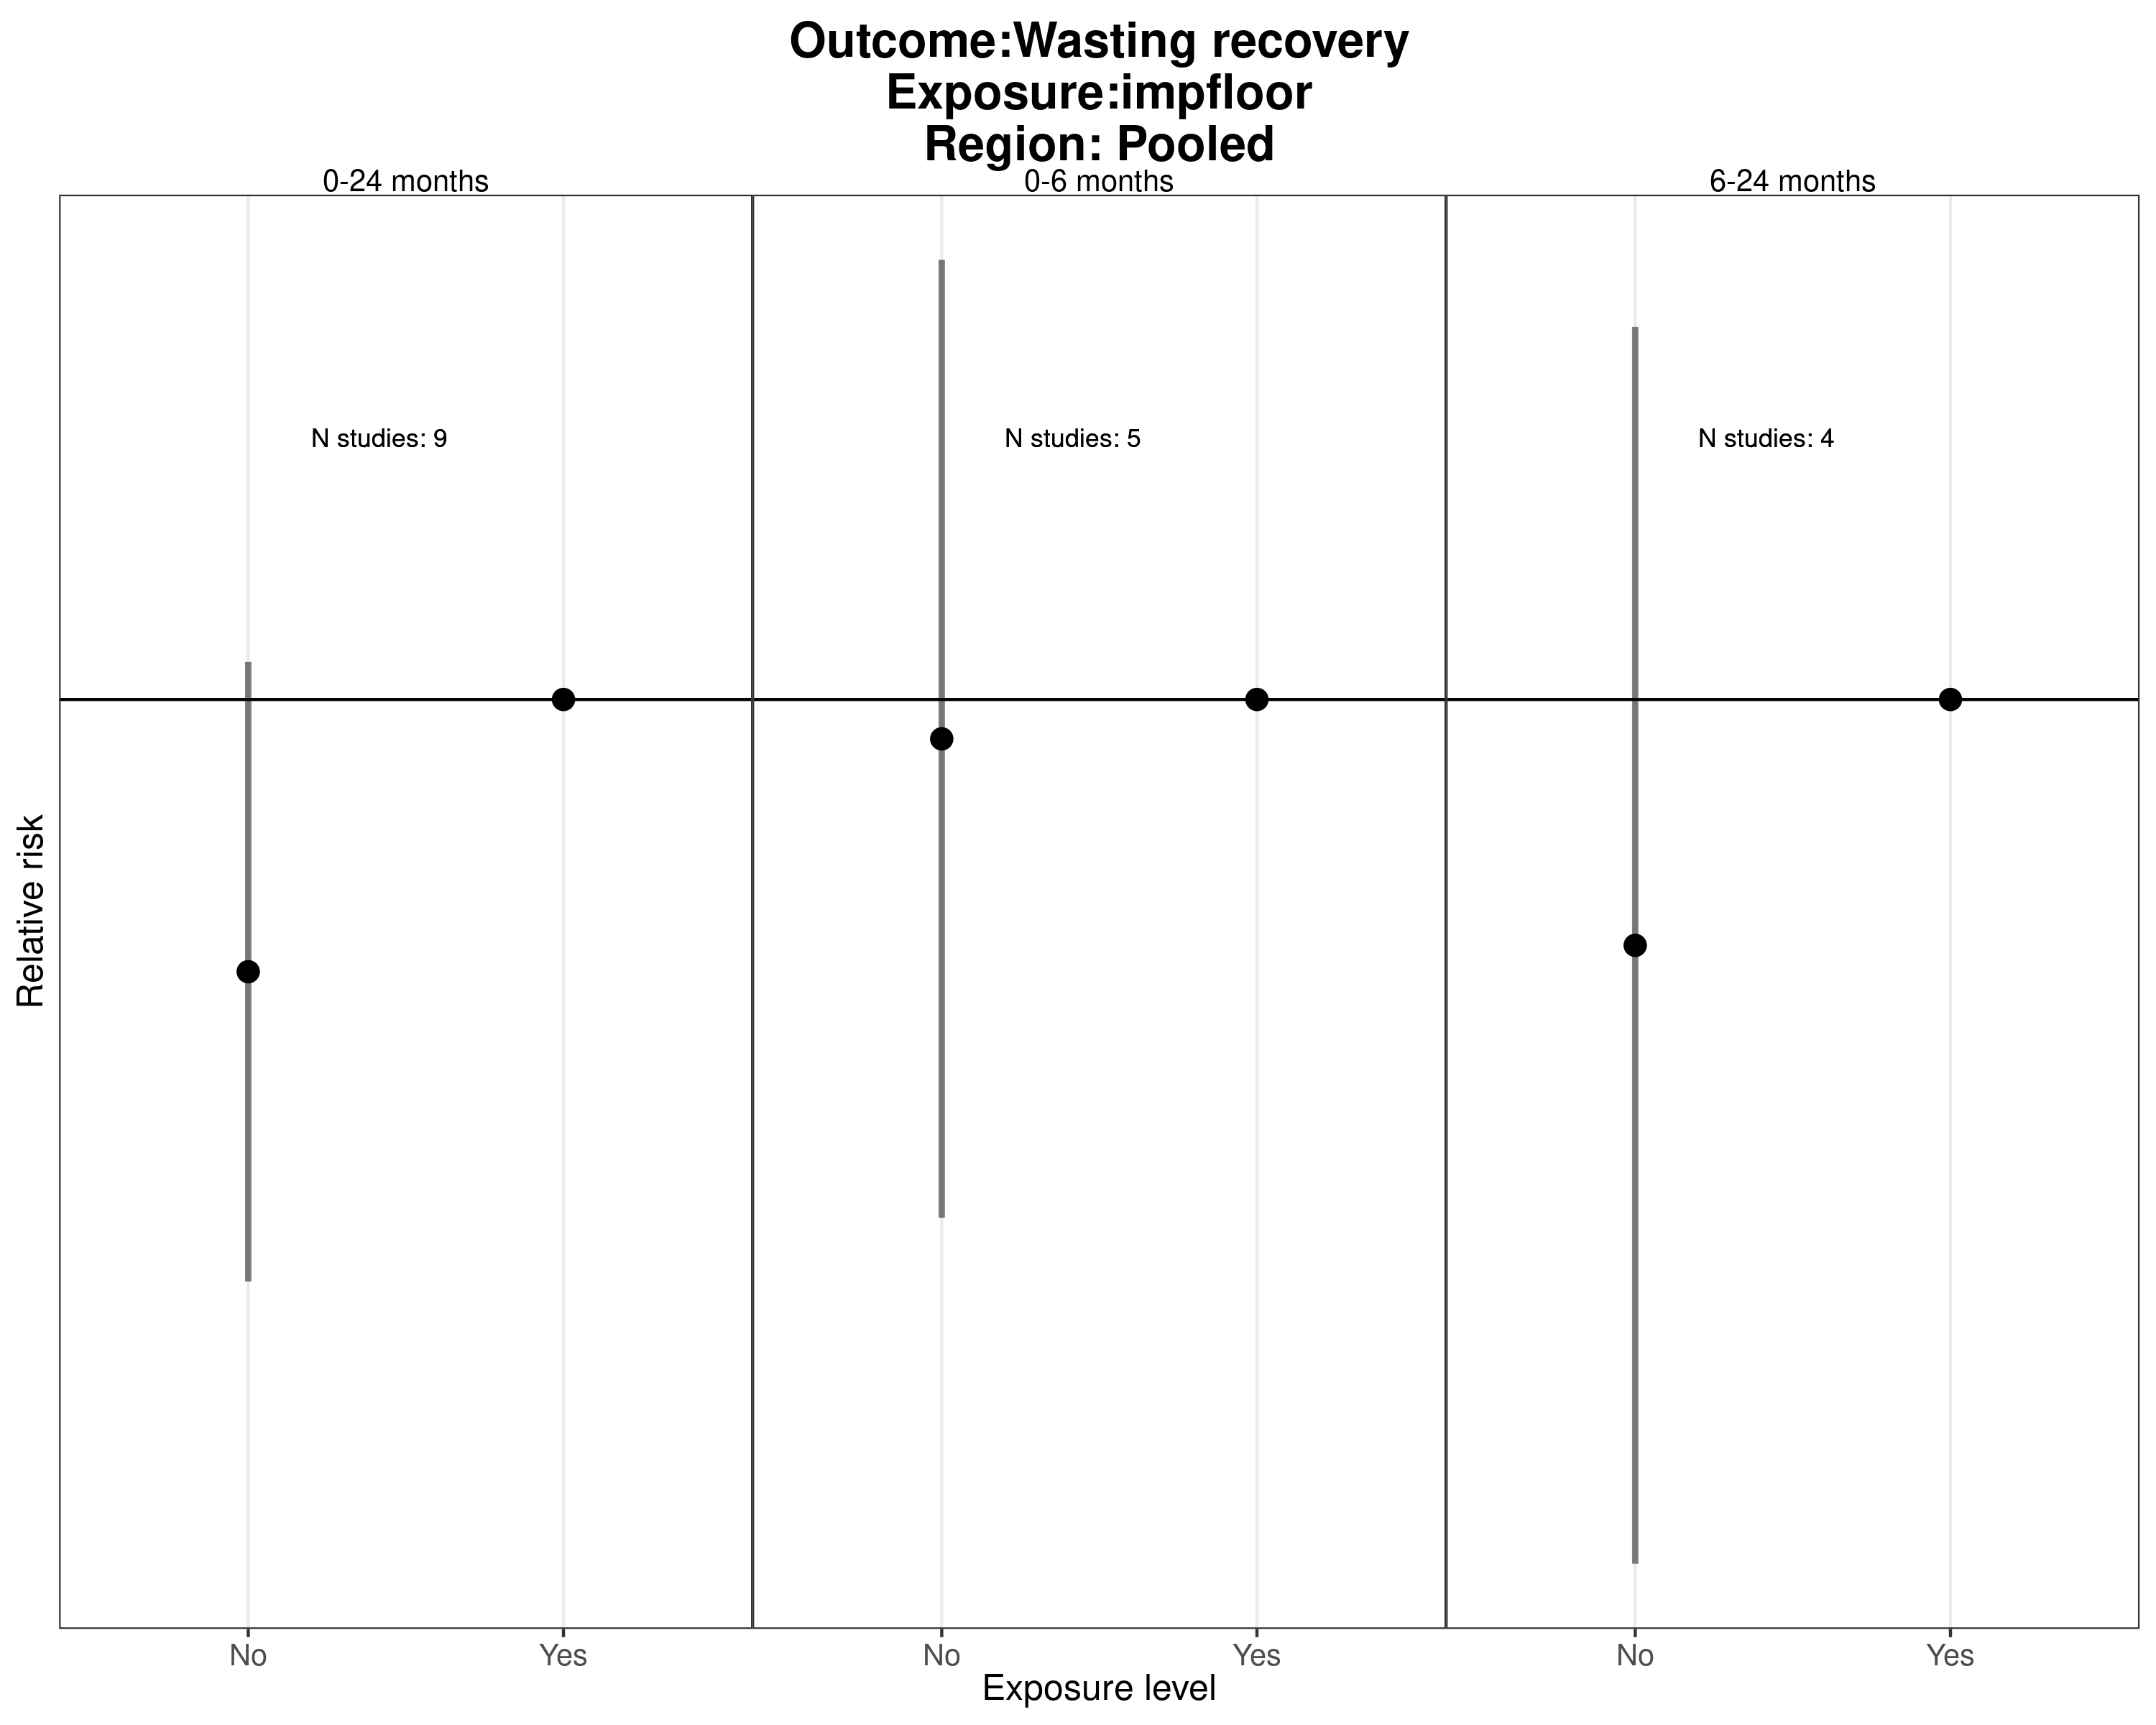 Outcome:Wasting recovery
Exposure:impfloor
Region: Pooled
0-24 months
0-6 months
6-24 months
N studies: 9
N studies: 5
N studies: 4
Relative risk
No
Yes
No
Yes
No
Yes
Exposure level